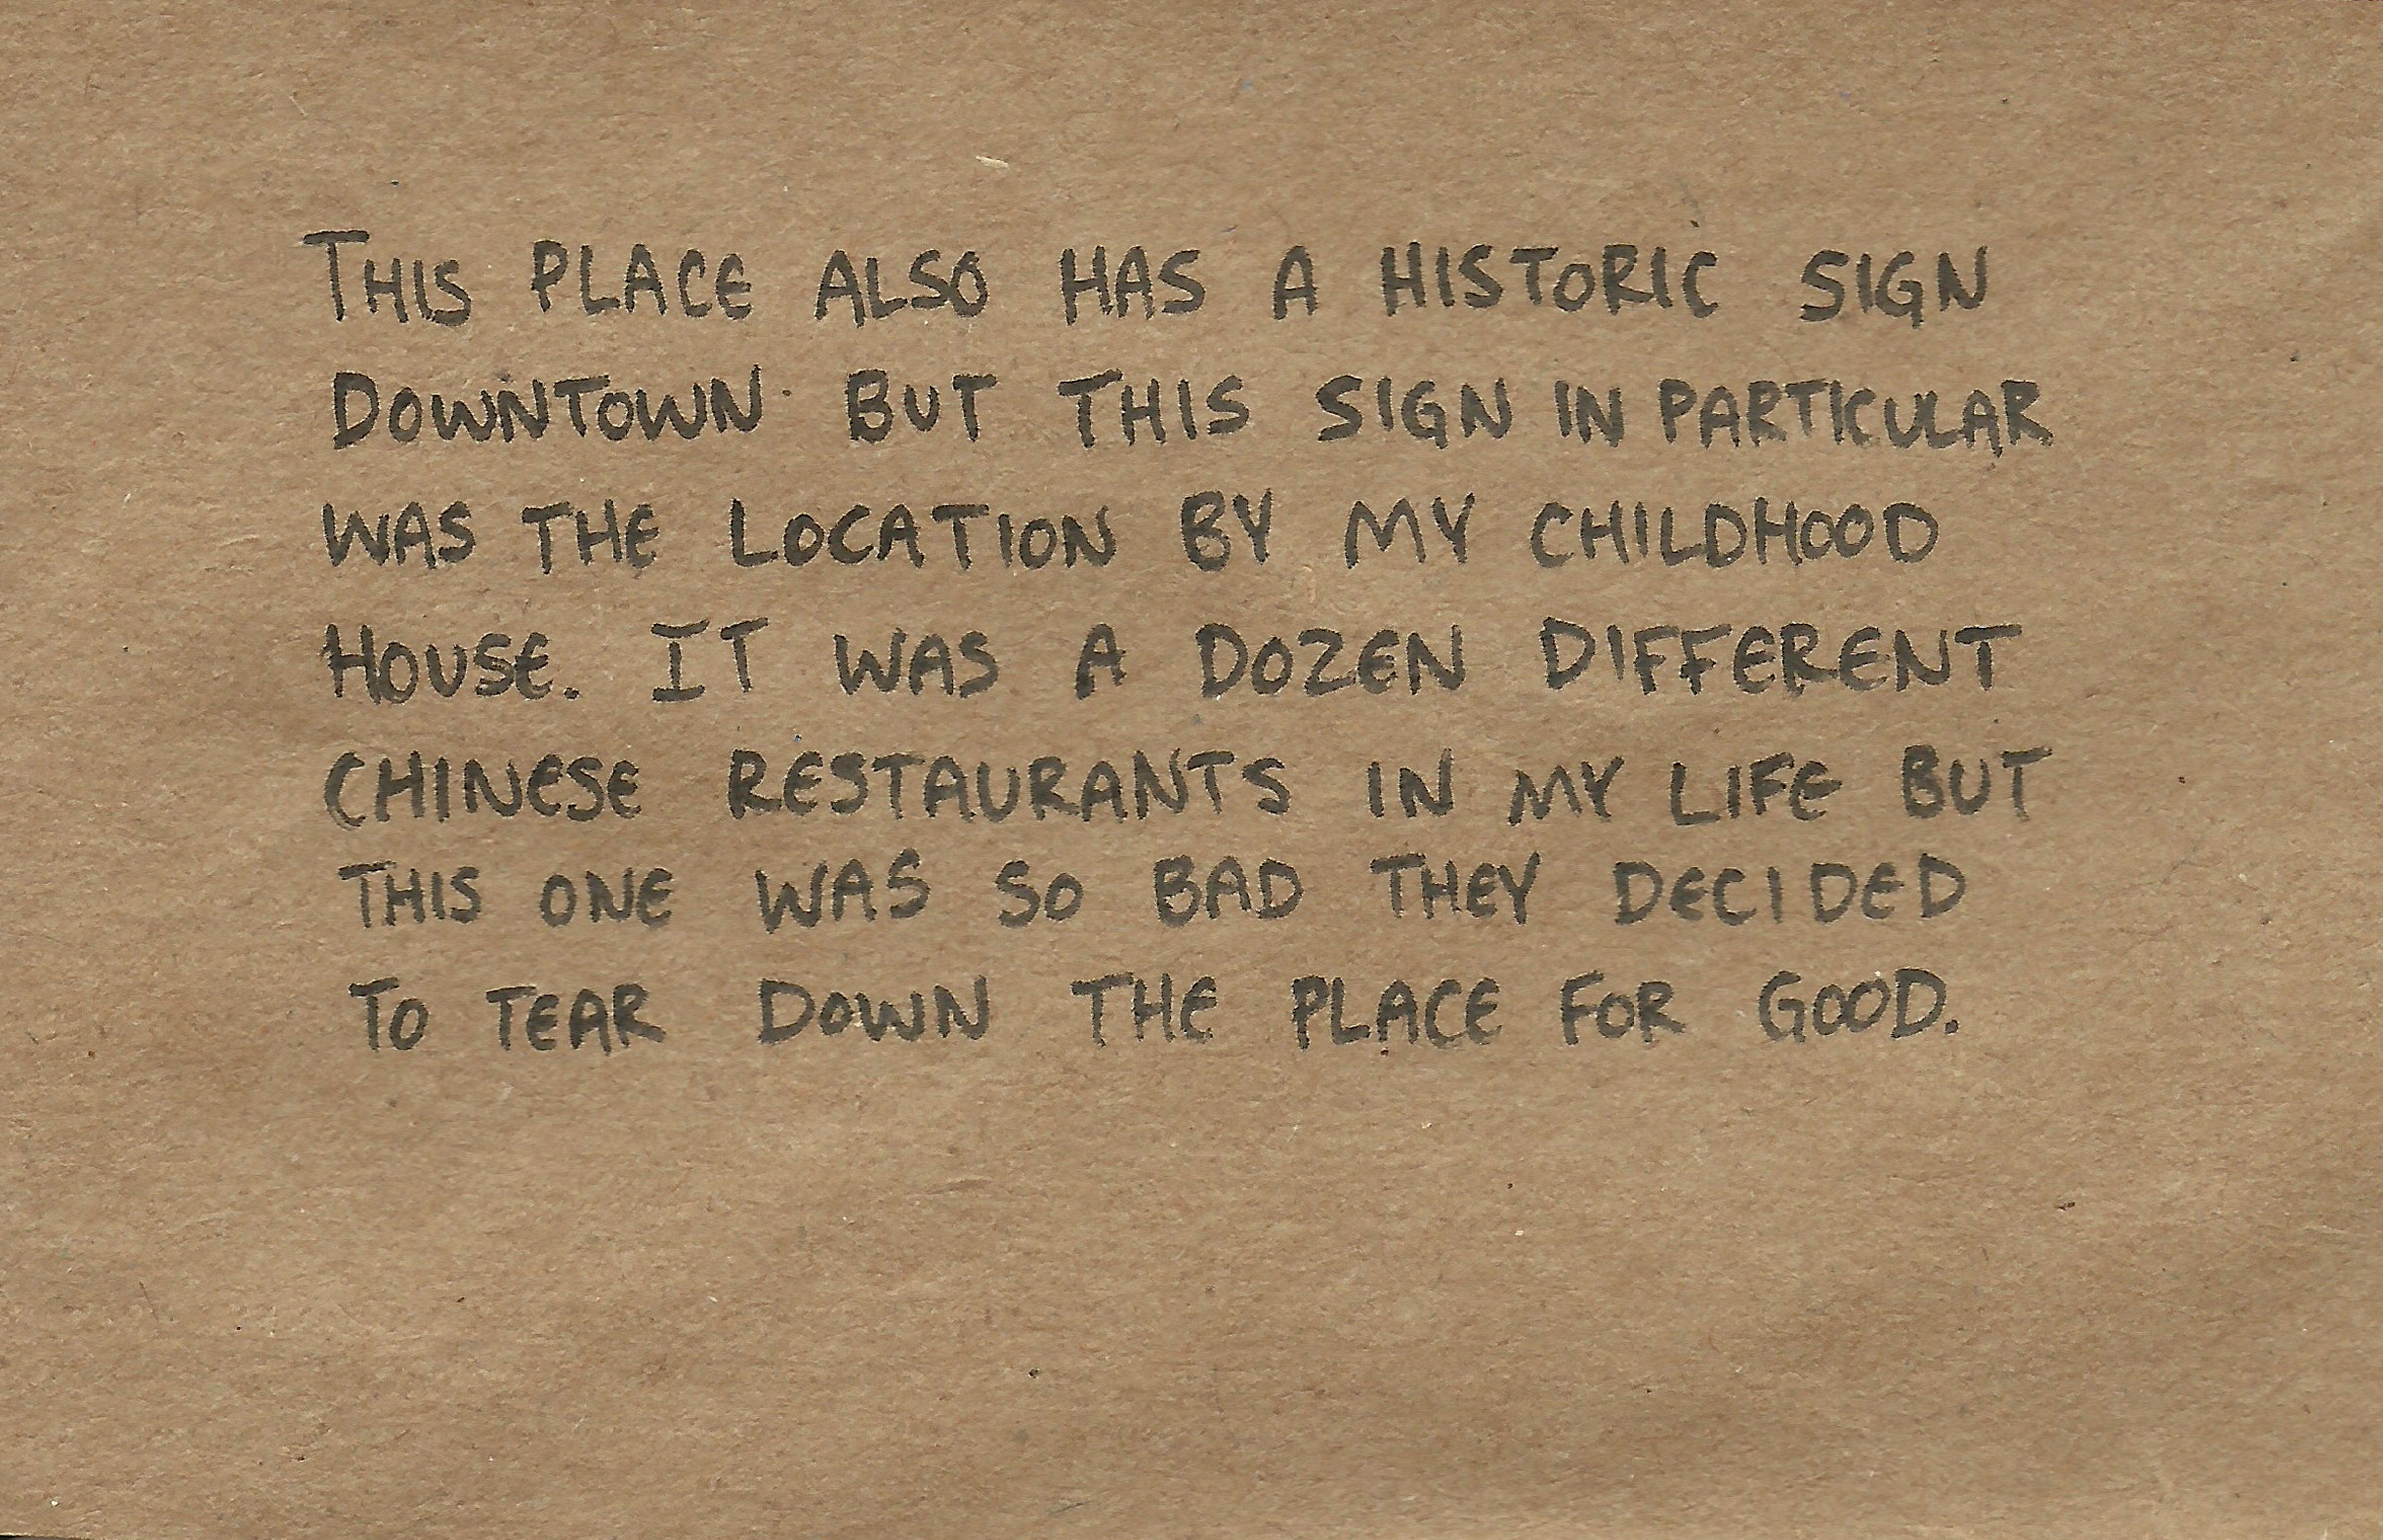 THIS PLACE ALSO HAS A HISTORIC SIGN
DOWNTOWN BUT THIS SIGN IN PARTICULAR
WAS THE LOCATION BY MY CHILDHOOD
HOUSE. IT WAS A DOZEN DIFFERENT
CHINESE RESTAURANTS IN MY LIFE BUT
THIS ONE WAS SO BAD THEY DECIDED
TO TEAR DOWN THE PLACE FOR GOOD.